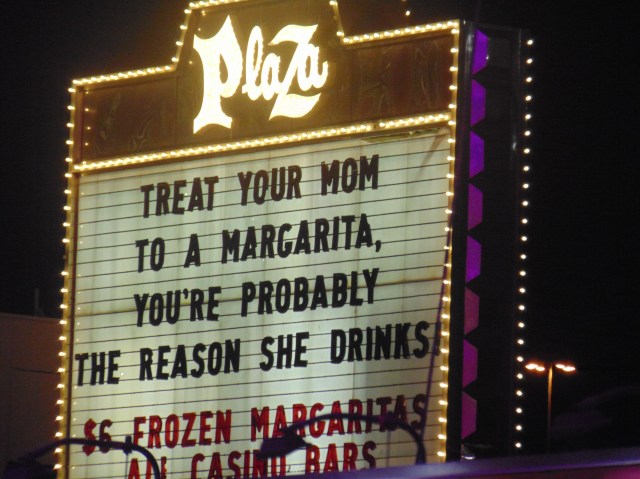 Plaza
TREAT YOUR MOM
TO A MARGARITA,
YOU'RE PROBABLY
THE REASON SHE DRINKS.
$6 FROZEN MARGARITAS
ALL CASINO BARS